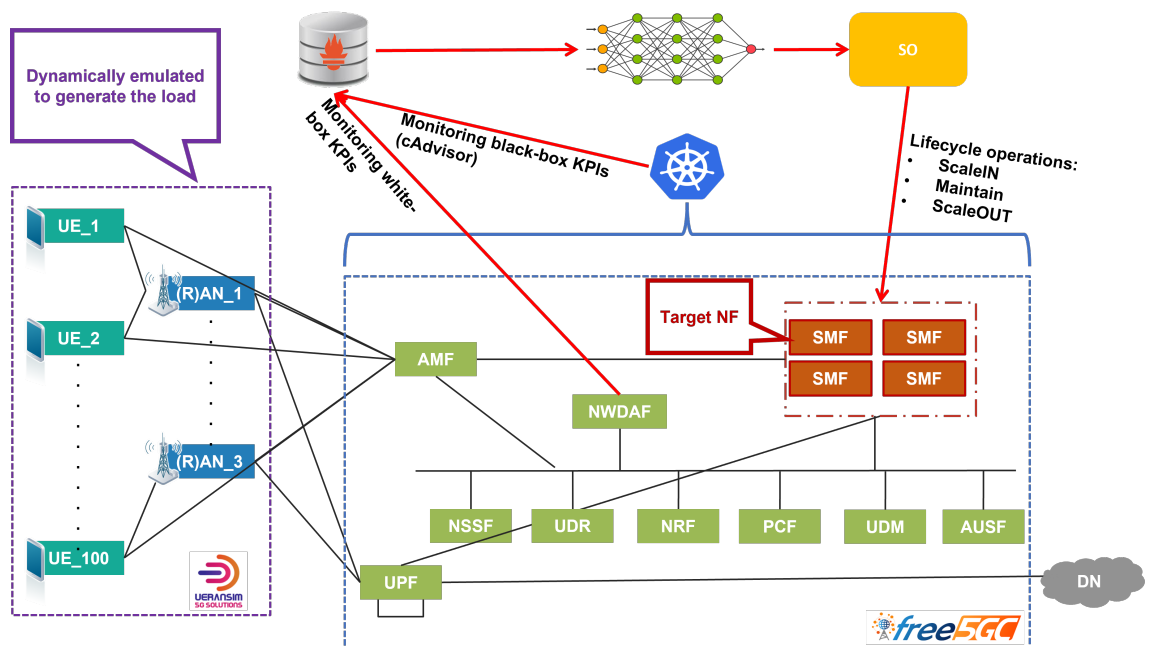 Dynamically emulated
to generate the load
SO
Monitoring white-
box KPIs
Monitoring black-box KPIs
(cAdvisor)
Lifecycle operations:
• ScaleIN
• Maintain
• ScaleOUT
UE_1
(R)AN_1
UE_2
Target NF
SMF
SMF
SMF
SMF
AMF
NWDAF
(R)AN_3
NSSF
UDR
NRF
PCF
UDM
AUSF
UE_100
UPF
DN
UERANSIM
5G SOLUTIONS
free5GC